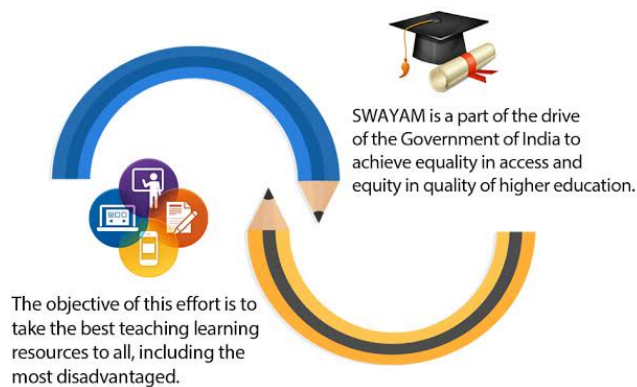 SWAYAM is a part of the drive
of the Government of India to
achieve equality in access and
equity in quality of higher education.
The objective of this effort is to
take the best teaching learning
resources to all, including the
most disadvantaged.